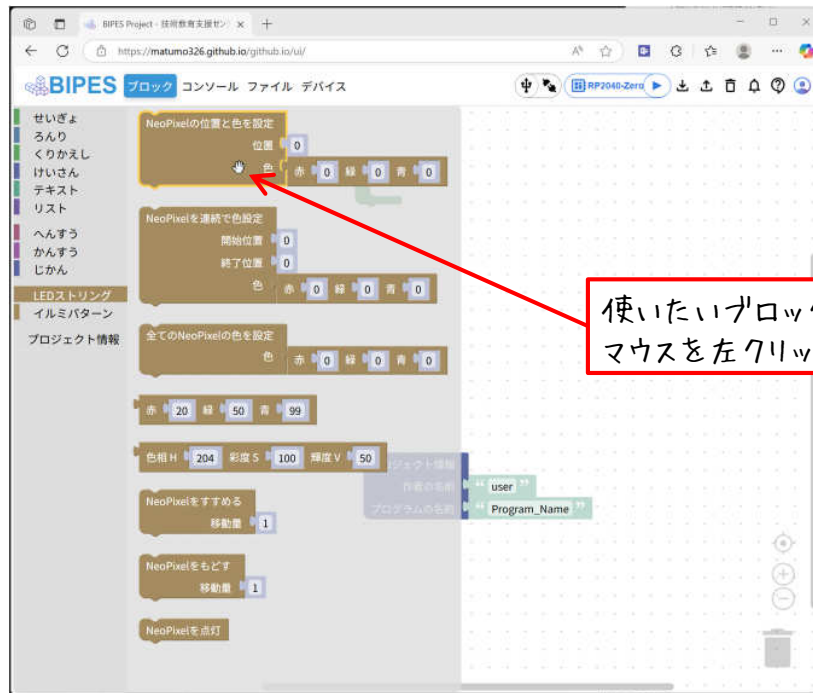 BIPES Project - 技術教育支援セン
https://matumo326.github.io/github.io/ui/
BIPES ブロック コンソール ファイル デバイス RP2040-Zero
せいぎょ
ろんり
くりかえし
けいさん
テキスト
リスト
へんすう
かんすう
じかん
LEDストリング
イルミパターン
プロジェクト情報
NeoPixelの位置と色を設定
位置 0
色 赤 0 緑 0 青 0
NeoPixelを連続で色設定
開始位置 0
終了位置 0
色 赤 0 緑 0 青 0
全てのNeoPixelの色を設定
色 赤 0 緑 0 青 0
赤 20 緑 50 青 99
色相 H 204 彩度 S 100 輝度 V 50
NeoPixelをすすめる
移動量 1
NeoPixelをもどす
移動量 1
NeoPixelを点灯
使いたいブロック
マウスを左クリッ
プロジェクト情報
作者の名前 “ user ”
プログラムの名前 “ Program_Name ”